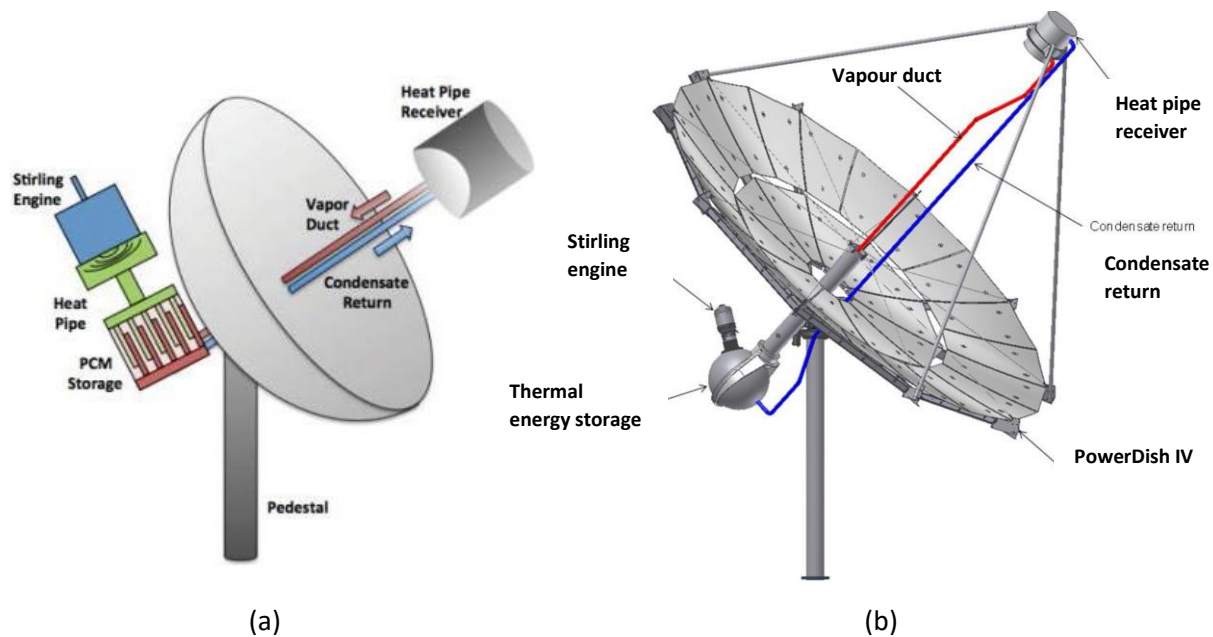 Heat Pipe
Receiver
Stirling
Engine
Vapor
Duct
Condensate
Return
Heat
Pipe
PCM
Storage
Pedestal
(a)
Vapour duct
Heat pipe
receiver
Condensate return
Stirling
engine
Condensate
return
Thermal
energy storage
PowerDish IV
(b)